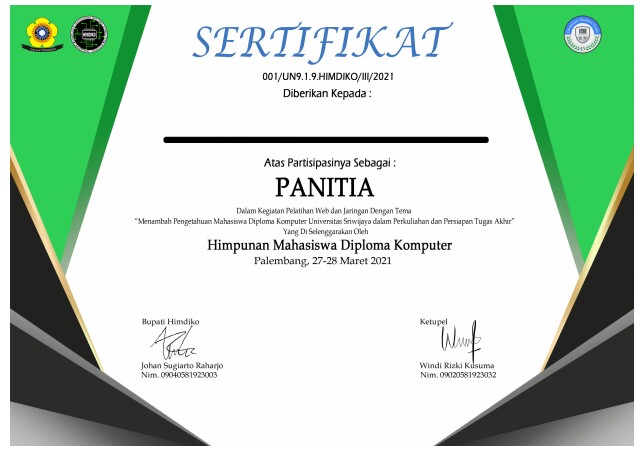 SERTIFIKAT
001/UN9.1.9.HIMDIKO/III/2021
Diberikan Kepada :
Atas Partisipasinya Sebagai :
PANITIA
Dalam Kegiatan Pelatihan Web dan Jaringan Dengan Tema
“Menambah Pengetahuan Mahasiswa Diploma Komputer Universitas Sriwijaya dalam Perkuliahan dan Persiapan Tugas Akhir”
Yang Di Selenggarakan Oleh
Himpunan Mahasiswa Diploma Komputer
Palembang, 27-28 Maret 2021
Bupati Himdiko
Johan Sugiarto Raharjo
Nim. 09040581923003
Ketupel
Windi Rizki Kusuma
Nim. 09020581923032
HIMDIKO